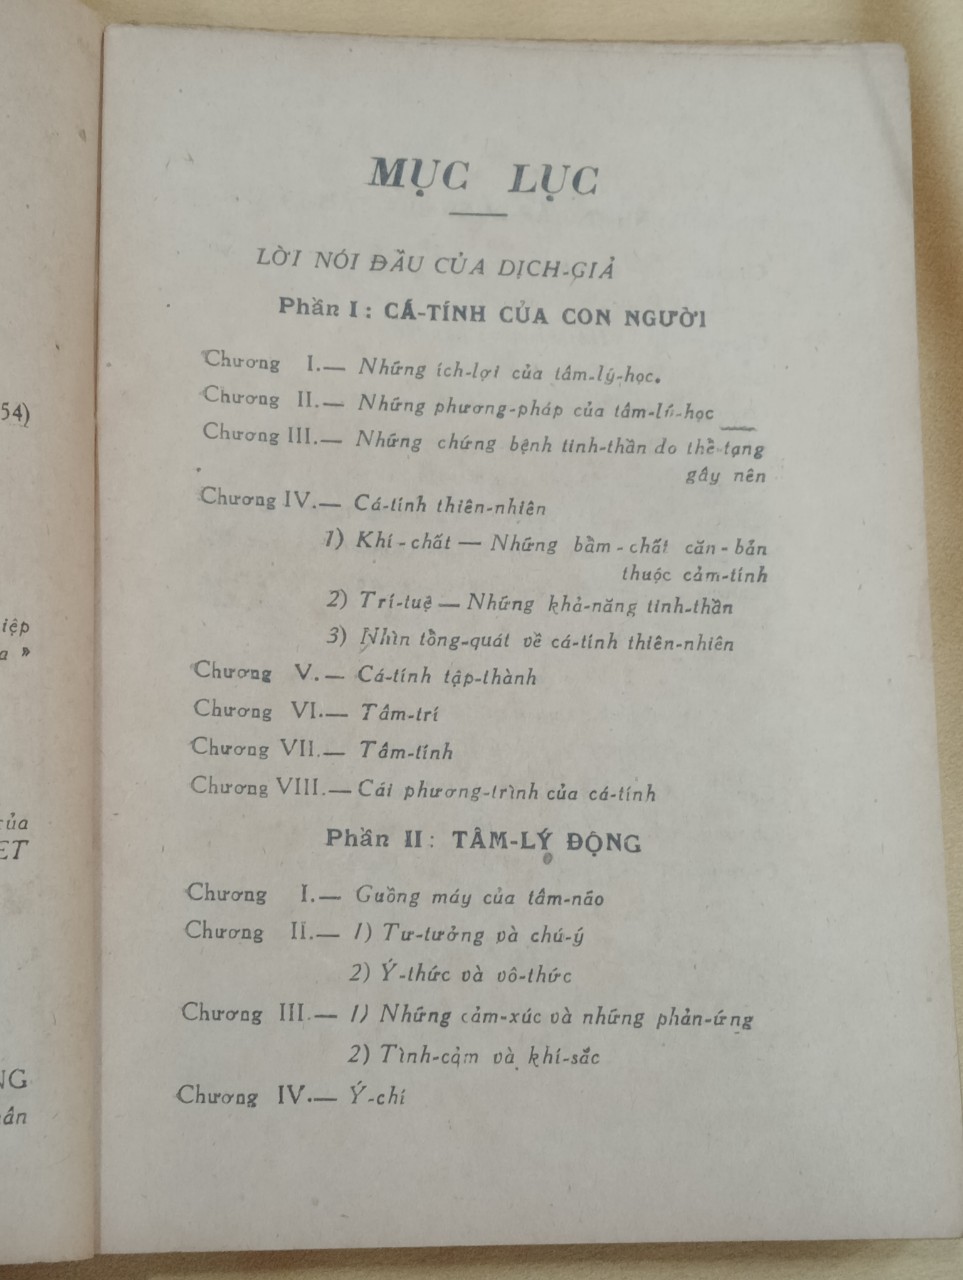 54)
iệp
a »
của
ET
NG
ân
MỤC LỤC
LỜI NÓI ĐẦU CỦA DỊCH-GIẢ
Phần I : CÁ-TÍNH CỦA CON NGƯỜI
Chương I.— Những ích-lợi của tâm-lý-học.
Chương II.— Những phương-pháp của tâm-lý-học
Chương III.— Những chứng bệnh tinh-thần do thể-tạng
gây nên
Chương IV.— Cá-tính thiên-nhiên
1) Khí-chất — Những bẩm-chất căn-bản
thuộc cảm-tính
2) Trí-tuệ — Những khả-năng tinh-thần
3) Nhìn tổng-quát về cá-tính thiên-nhiên
Chương V.— Cá-tính tập-thành
Chương VI.— Tâm-trí
Chương VII.— Tâm-tính
Chương VIII.— Cái phương-trình của cá-tính
Phần II : TÂM-LÝ ĐỘNG
Chương I.— Guồng máy của tâm-não
Chương II.— 1) Tư-tưởng và chú-ý
2) Ý-thức và vô-thức
Chương III.— 1) Những cảm-xúc và những phản-ứng
2) Tình-cảm và khí-sắc
Chương IV.— Ý-chí